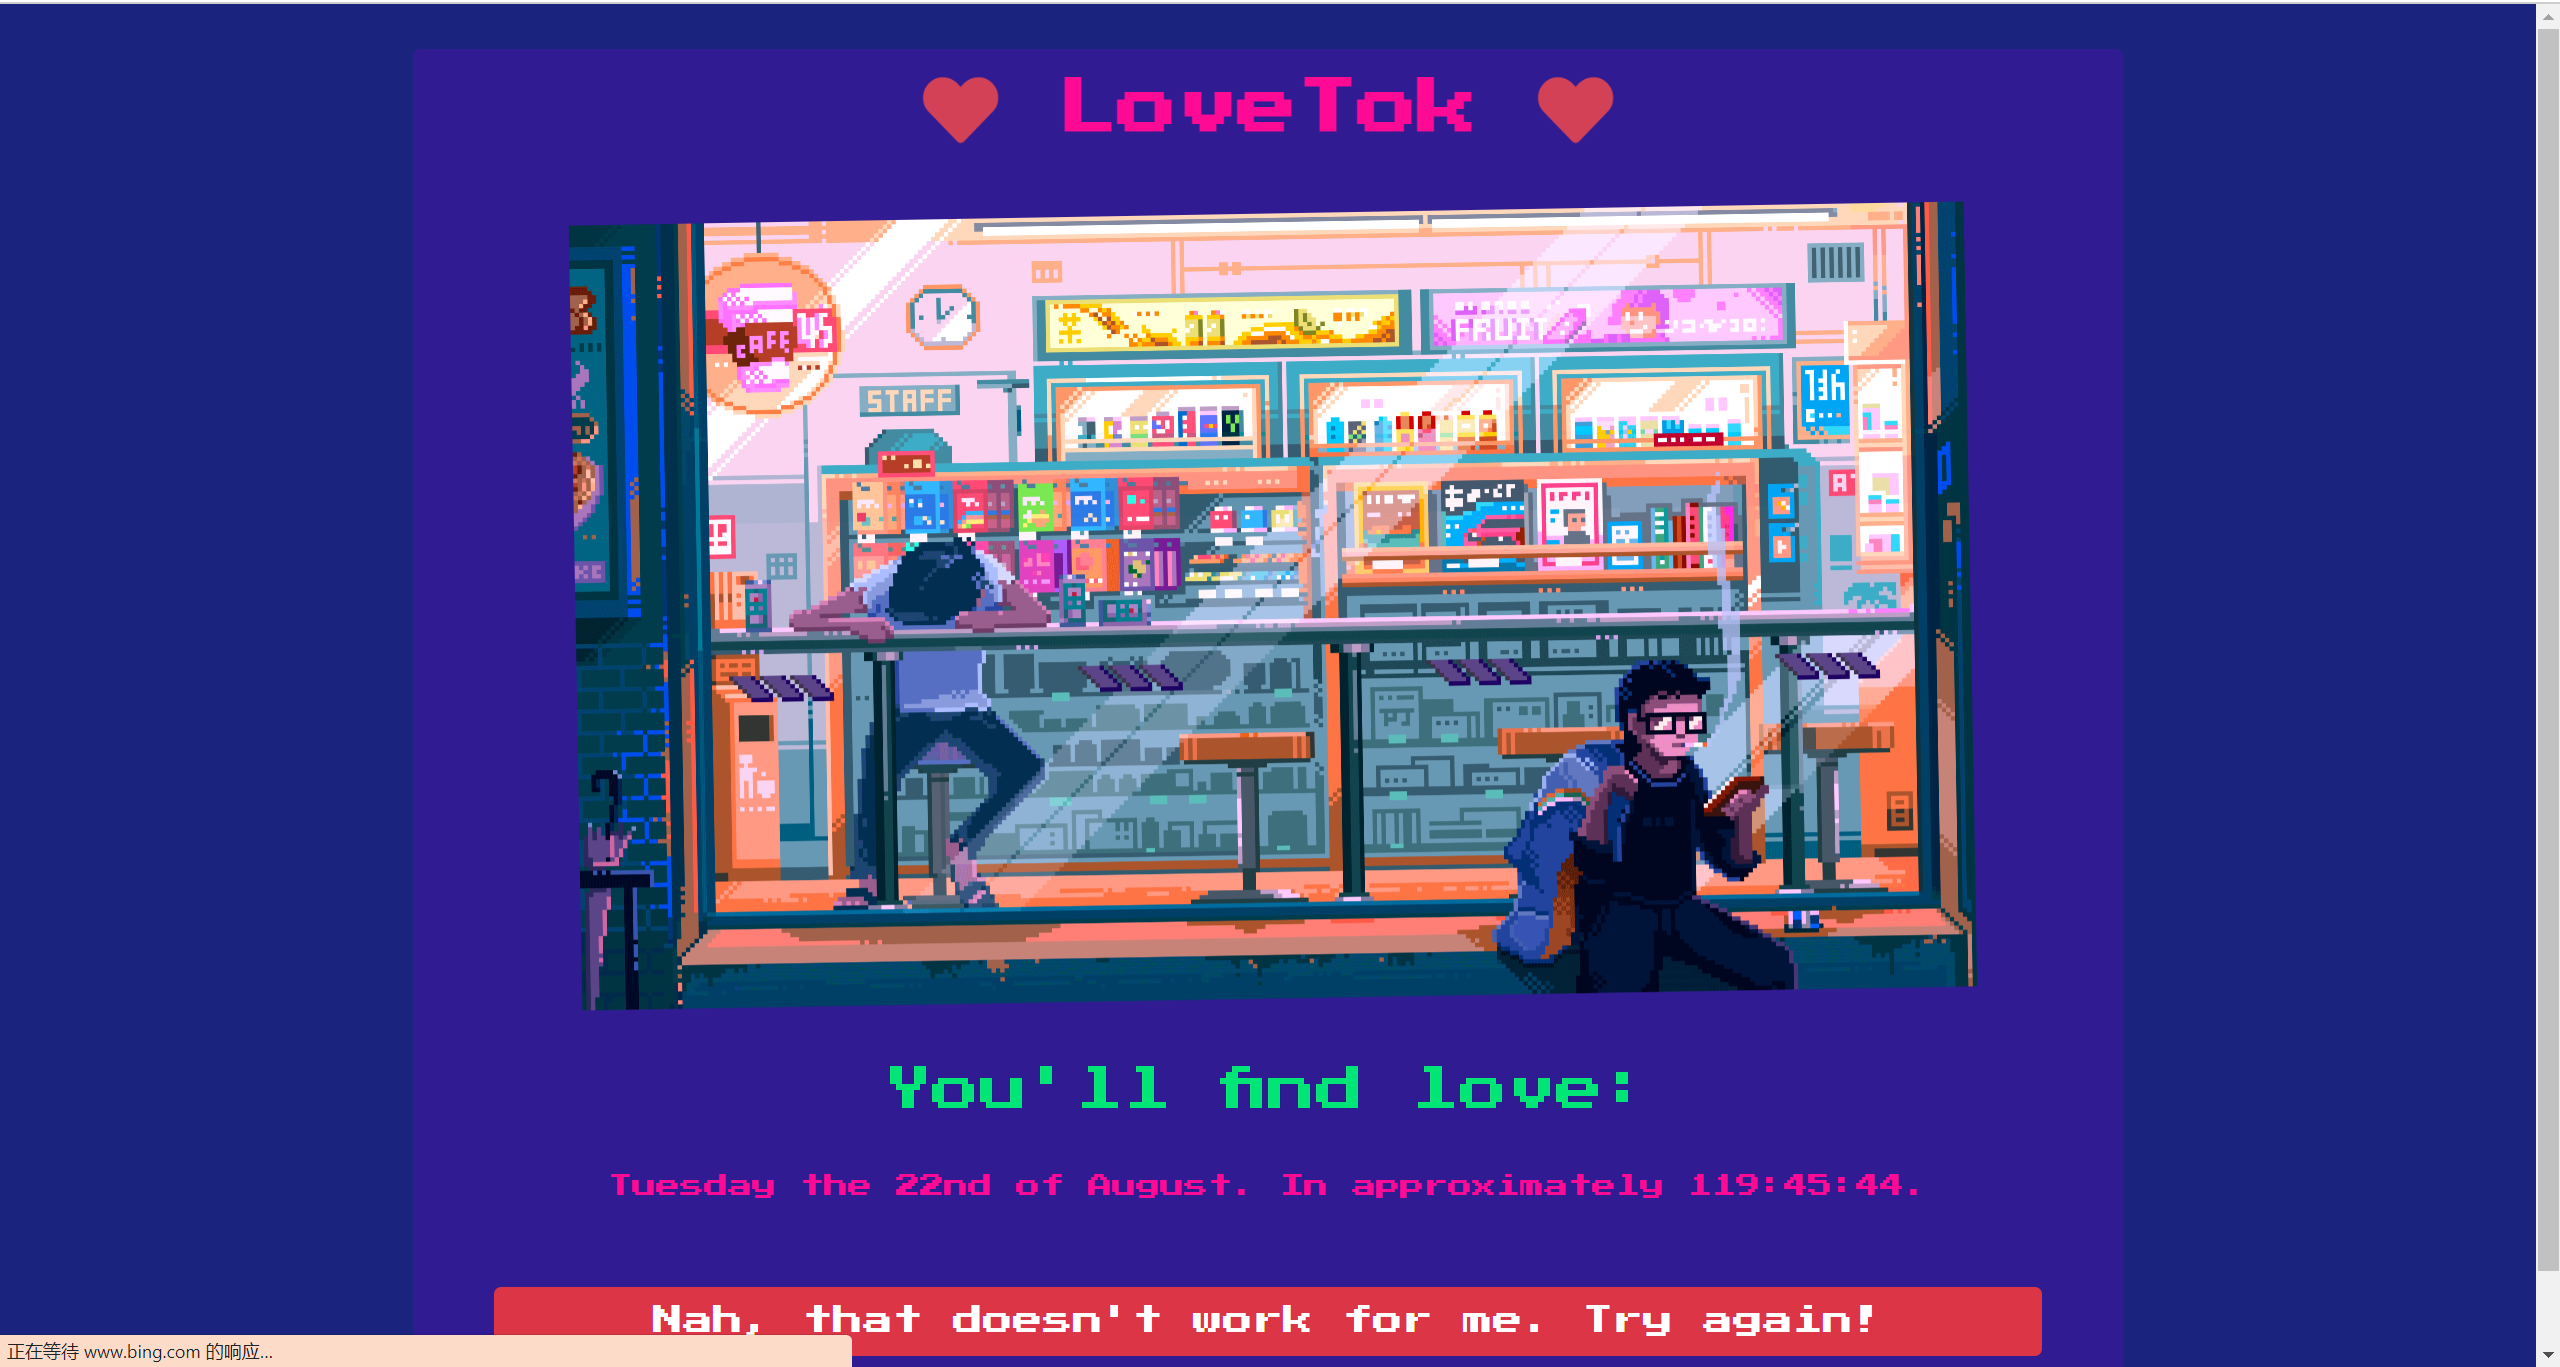 LoveTok
CAFE
STAFF
FRUIT
You'll find love:
Tuesday the 22nd of August. In approximately 119:45:44.
Nah, that doesn't work for me. Try again!
正在等待 www.bing.com 的响应...